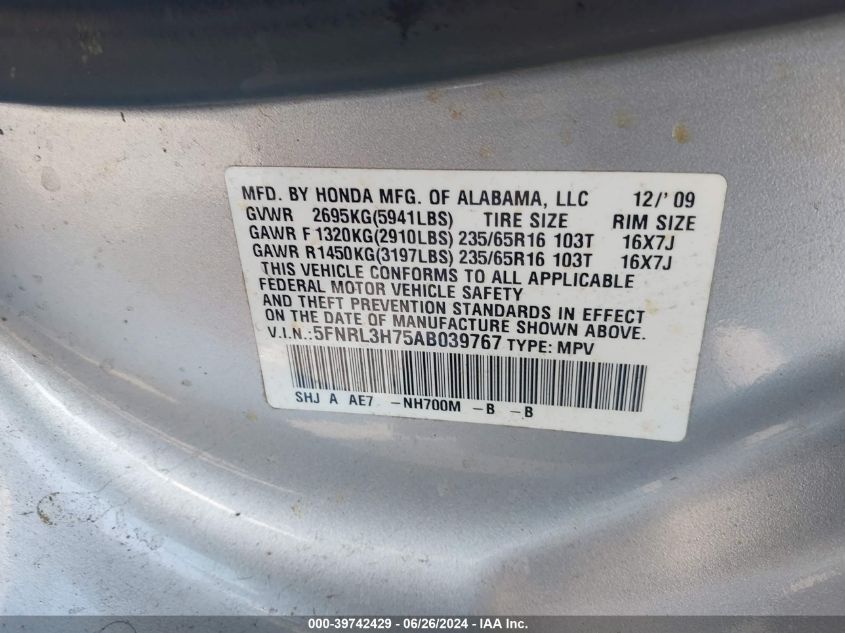 MFD. BY HONDA MFG. OF ALABAMA, LLC 12/'09
GVWR 2695KG(5941LBS) TIRE SIZE RIM SIZE
GAWR F 1320KG(2910LBS) 235/65R16 103T 16X7J
GAWR R1450KG(3197LBS) 235/65R16 103T 16X7J
THIS VEHICLE CONFORMS TO ALL APPLICABLE
FEDERAL MOTOR VEHICLE SAFETY
AND THEFT PREVENTION STANDARDS IN EFFECT
ON THE DATE OF MANUFACTURE SHOWN ABOVE.
V.I.N.:5FNRL3H75AB039767 TYPE: MPV
SHJ A AE7 -NH700M -B -B
000-39742429 - 06/26/2024 - IAA Inc.